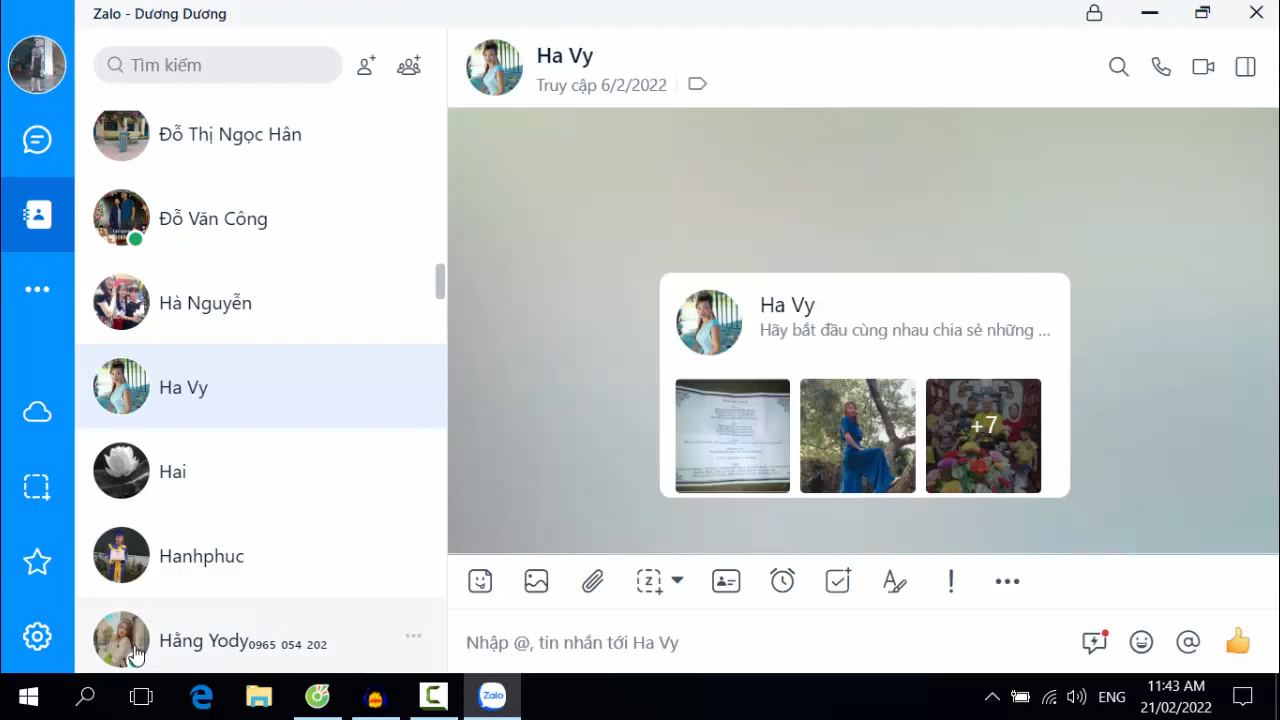 Zalo - Dương Dương
Tìm kiếm
Đỗ Thị Ngọc Hân
Đỗ Văn Công
Hà Nguyễn
Ha Vy
Hai
Hanhphuc
Hằng Yody0965 054 202
Ha Vy
Truy cập 6/2/2022
Ha Vy
Hãy bắt đầu cùng nhau chia sẻ những ...
+7
Nhập @, tin nhắn tới Ha Vy
Zalo
ENG
11:43 AM
21/02/2022